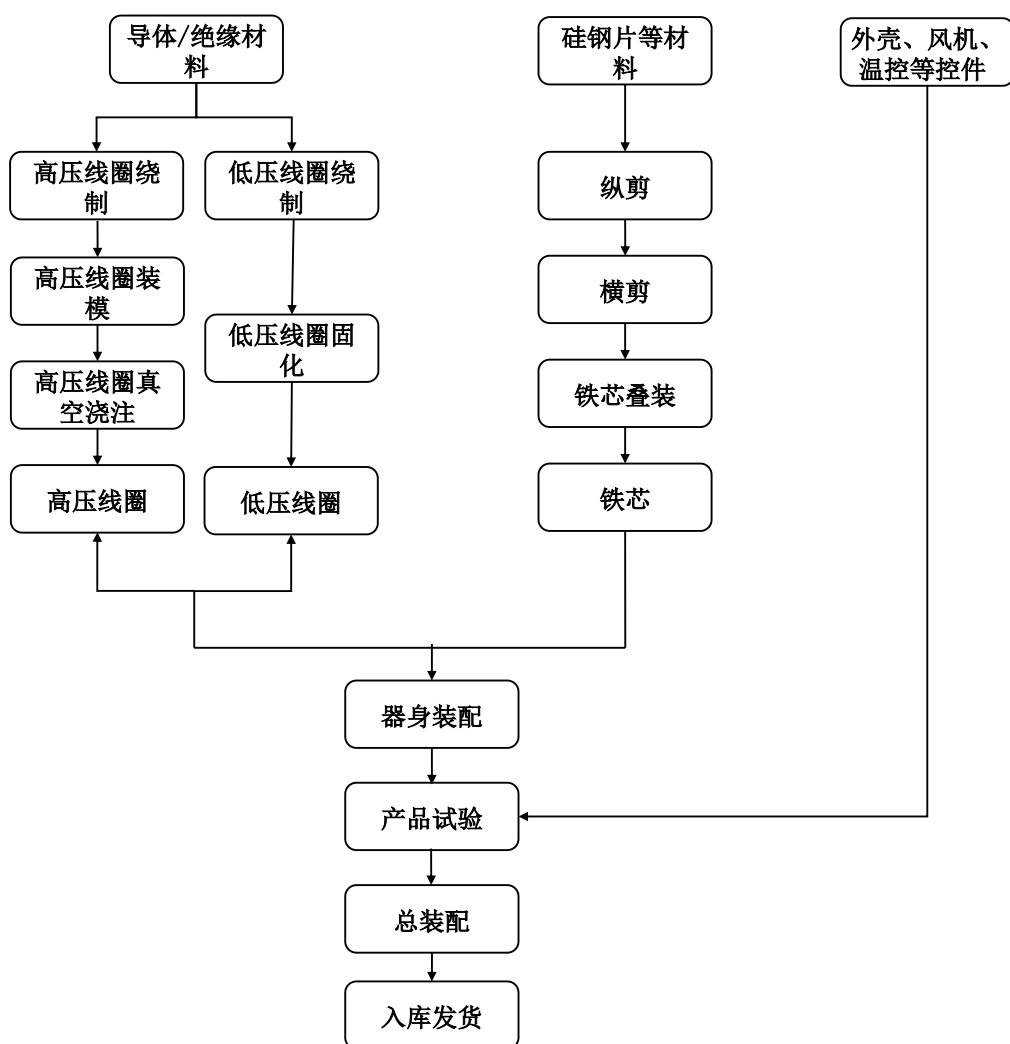 导体/绝缘材
料
硅钢片等材
料
外壳、风机、
温控等控件
高压线圈绕
制
低压线圈绕
制
纵剪
高压线圈装
模
横剪
低压线圈固
化
高压线圈真
空浇注
铁芯叠装
高压线圈
低压线圈
铁芯
器身装配
产品试验
总装配
入库发货